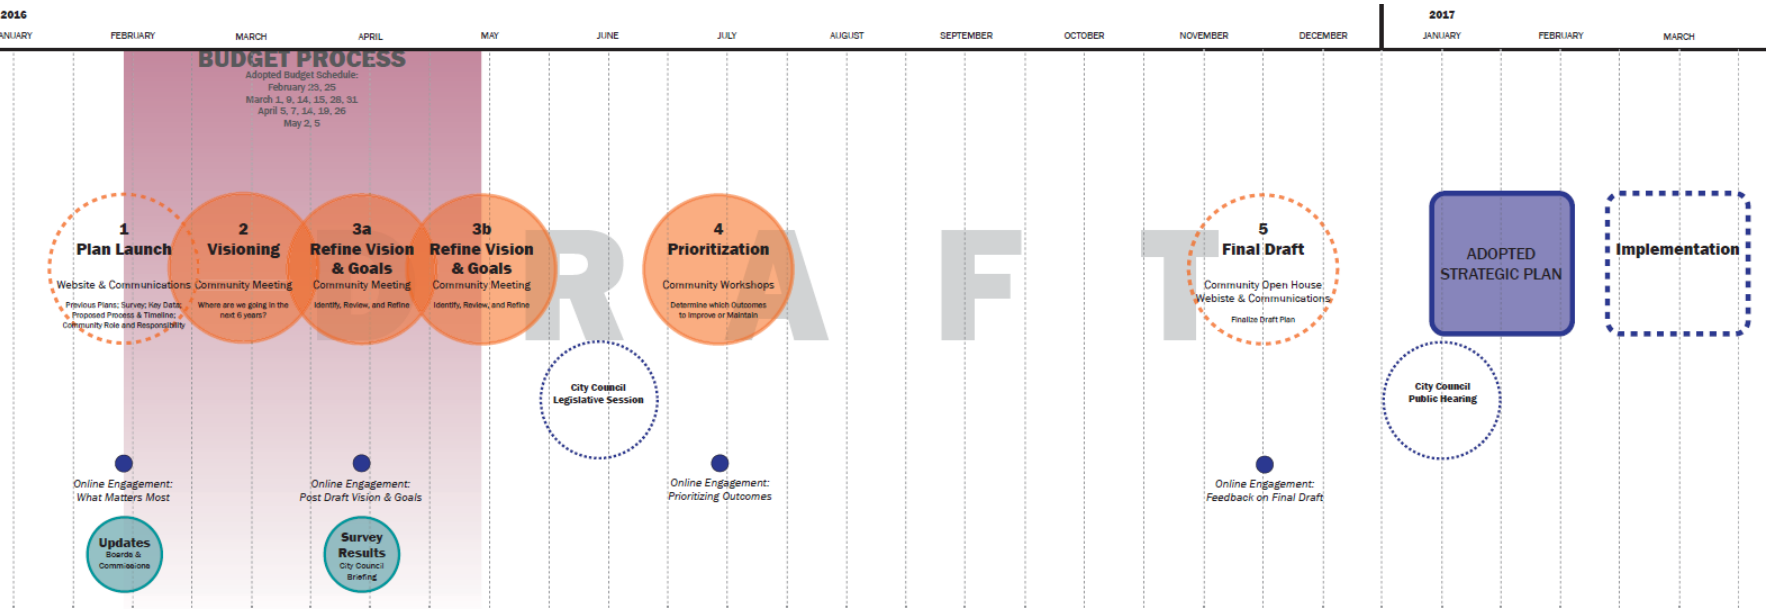 2016
2017
ANUARY
FEBRUARY
MARCH
APRIL
MAY
JUNE
JULY
AUGUST
SEPTEMBER
OCTOBER
NOVEMBER
DECEMBER
JANUARY
FEBRUARY
MARCH
BUDGET PROCESS
Adopted Budget Schedule:
February 23, 25
March 1, 9, 14, 15, 28, 31
April 5, 7, 14, 19, 26
May 2, 5
DRAFT
1
Plan Launch
Website & Communications
Previous Plans; Survey; Key Data;
Proposed Process & Timeline;
Community Role and Responsibility
2
Visioning
Community Meeting
Where are we going in the
next 6 years?
3a
Refine Vision
& Goals
Community Meeting
Identify, Review, and Refine
3b
Refine Vision
& Goals
Community Meeting
Identify, Review, and Refine
4
Prioritization
Community Workshops
Determine which Outcomes
to Improve or Maintain
5
Final Draft
Community Open House
Webiste & Communications
Finalize Draft Plan
ADOPTED
STRATEGIC PLAN
Implementation
City Council
Legislative Session
City Council
Public Hearing
Online Engagement:
What Matters Most
Online Engagement:
Post Draft Vision & Goals
Online Engagement:
Prioritizing Outcomes
Online Engagement:
Feedback on Final Draft
Updates
Boards &
Commissions
Survey
Results
City Council
Briefing